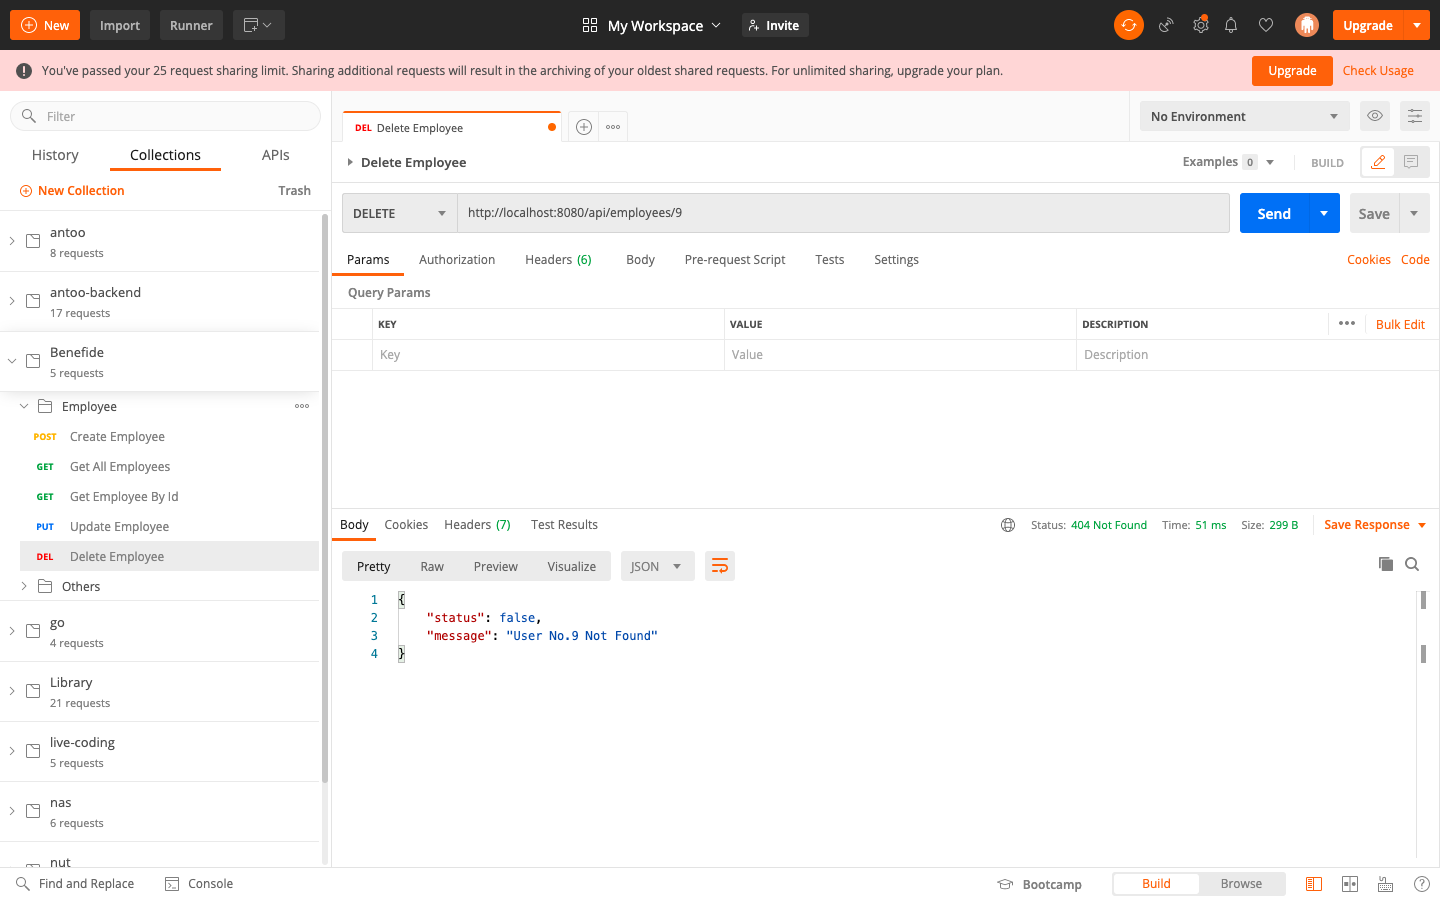 New
Import
Runner
My Workspace
Invite
Upgrade
You've passed your 25 request sharing limit. Sharing additional requests will result in the archiving of your oldest shared requests. For unlimited sharing, upgrade your plan.
Upgrade
Check Usage
Filter
History
Collections
APIs
New Collection
Trash
antoo
8 requests
antoo-backend
17 requests
Benefide
5 requests
Employee
POST Create Employee
GET Get All Employees
GET Get Employee By Id
PUT Update Employee
DEL Delete Employee
Others
go
4 requests
Library
21 requests
live-coding
5 requests
nas
6 requests
nut
DEL Delete Employee
No Environment
Delete Employee
Examples 0
BUILD
DELETE
http://localhost:8080/api/employees/9
Send
Save
Params
Authorization
Headers (6)
Body
Pre-request Script
Tests
Settings
Cookies
Code
Query Params
KEY
VALUE
DESCRIPTION
Bulk Edit
Key
Value
Description
Body
Cookies
Headers (7)
Test Results
Status: 404 Not Found
Time: 51 ms
Size: 299 B
Save Response
Pretty
Raw
Preview
Visualize
JSON
1 {
2 "status": false,
3 "message": "User No.9 Not Found"
4 }
Find and Replace
Console
Bootcamp
Build
Browse